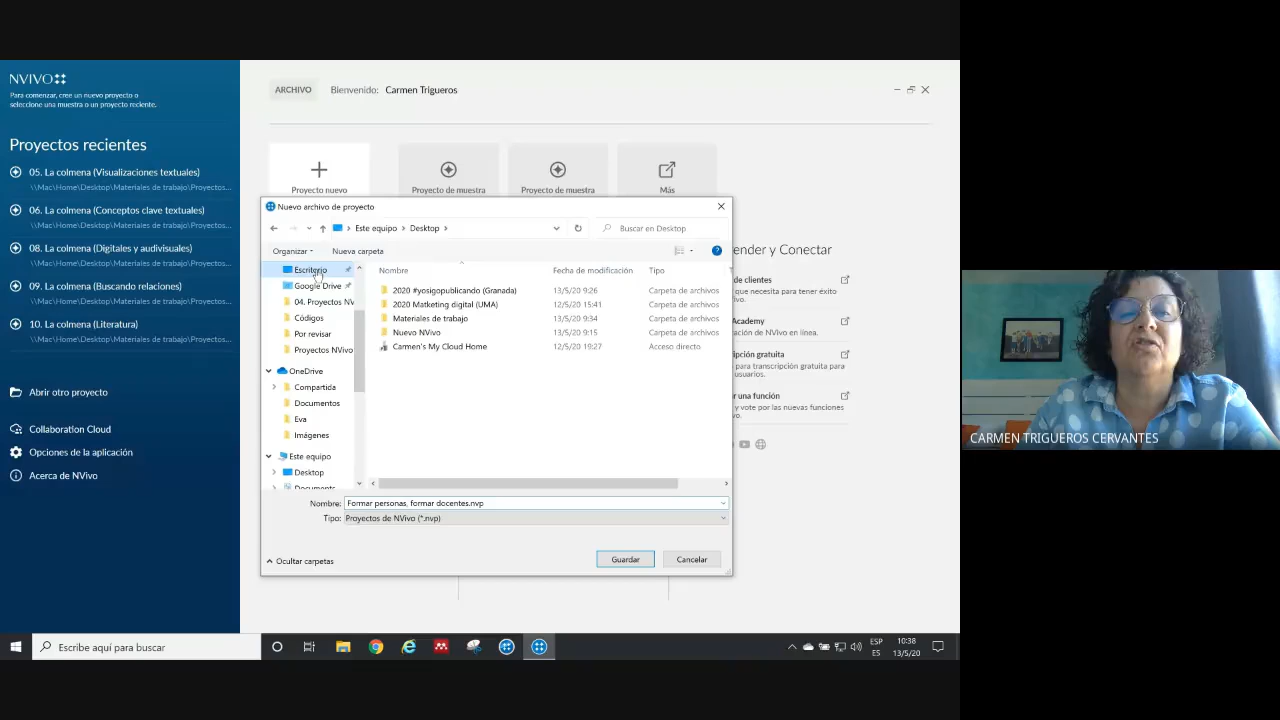 NVIVO
Para comenzar, cree un nuevo proyecto o
seleccione una muestra o un proyecto reciente.
Proyectos recientes
05. La colmena (Visualizaciones textuales)
\\Mac\Home\Desktop\Materiales de trabajo\Proyectos...
06. La colmena (Conceptos clave textuales)
\\Mac\Home\Desktop\Materiales de trabajo\Proyectos...
08. La colmena (Digitales y audivisuales)
\\Mac\Home\Desktop\Materiales de trabajo\Proyectos...
09. La colmena (Buscando relaciones)
\\Mac\Home\Desktop\Materiales de trabajo\Proyectos...
10. La colmena (Literatura)
\\Mac\Home\Desktop\Materiales de trabajo\Proyectos...
Abrir otro proyecto
Collaboration Cloud
Opciones de la aplicación
Acerca de NVivo
ARCHIVO Bienvenido: Carmen Trigueros
Proyecto nuevo Proyecto de muestra Proyecto de muestra Más
Nuevo archivo de proyecto
Este equipo Desktop Buscar en Desktop
Organizar Nueva carpeta
Escritorio
Google Drive
04. Proyectos NV
Códigos
Por revisar
Proyectos NVivo
OneDrive
Compartida
Documentos
Eva
Imágenes
Este equipo
Desktop
Documents
Nombre Fecha de modificación Tipo T
2020 #yosigopublicando (Granada) 13/5/20 9:26 Carpeta de archivos
2020 Matketing digital (UMA) 12/5/20 15:41 Carpeta de archivos
Materiales de trabajo 13/5/20 9:34 Carpeta de archivos
Nuevo NVivo 13/5/20 9:15 Carpeta de archivos
Carmen's My Cloud Home 12/5/20 19:27 Acceso directo
Nombre: Formar personas, formar docentes.nvp
Tipo: Proyectos de NVivo (*.nvp)
Ocultar carpetas Guardar Cancelar
ender y Conectar
de clientes
que necesita para tener éxito
Academy
ación de NVivo en línea.
ipción gratuita
para transcripción gratuita para
usuarios.
ar una función
y vote por las nuevas funciones
CARMEN TRIGUEROS CERVANTES
Escribe aquí para buscar
ESP
ES
10:38
13/5/20